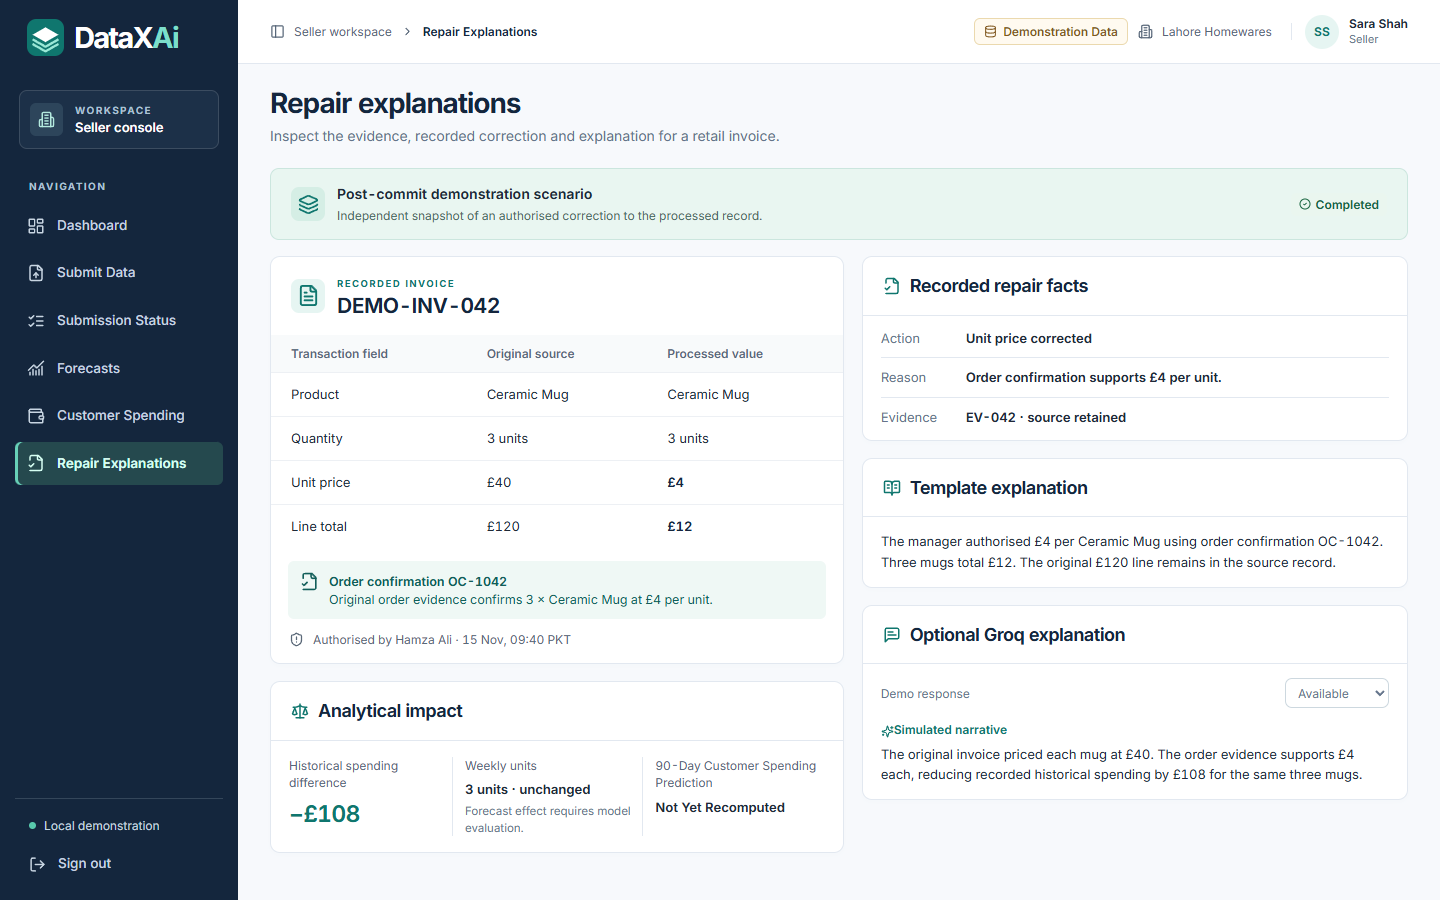 DataXAi
WORKSPACE
Seller console
NAVIGATION
Dashboard
Submit Data
Submission Status
Forecasts
Customer Spending
Repair Explanations
Local demonstration
Sign out
Seller workspace > Repair Explanations
Demonstration Data
Lahore Homewares
SS
Sara Shah
Seller
Repair explanations
Inspect the evidence, recorded correction and explanation for a retail invoice.
Post-commit demonstration scenario
Independent snapshot of an authorised correction to the processed record.
Completed
RECORDED INVOICE
DEMO-INV-042
Transaction field Original source Processed value
Product Ceramic Mug Ceramic Mug
Quantity 3 units 3 units
Unit price £40 £4
Line total £120 £12
Order confirmation OC-1042
Original order evidence confirms 3 × Ceramic Mug at £4 per unit.
Authorised by Hamza Ali · 15 Nov, 09:40 PKT
Analytical impact
Historical spending
difference
−£108
Weekly units
3 units · unchanged
Forecast effect requires model
evaluation.
90-Day Customer Spending
Prediction
Not Yet Recomputed
Recorded repair facts
Action Unit price corrected
Reason Order confirmation supports £4 per unit.
Evidence EV-042 · source retained
Template explanation
The manager authorised £4 per Ceramic Mug using order confirmation OC-1042.
Three mugs total £12. The original £120 line remains in the source record.
Optional Groq explanation
Demo response Available
Simulated narrative
The original invoice priced each mug at £40. The order evidence supports £4
each, reducing recorded historical spending by £108 for the same three mugs.